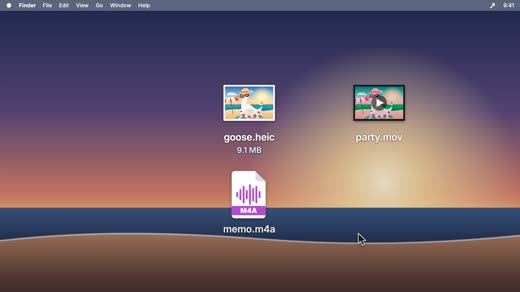 Finder File Edit View Go Window Help 9:41
goose.heic
9.1 MB
party.mov
M4A
memo.m4a